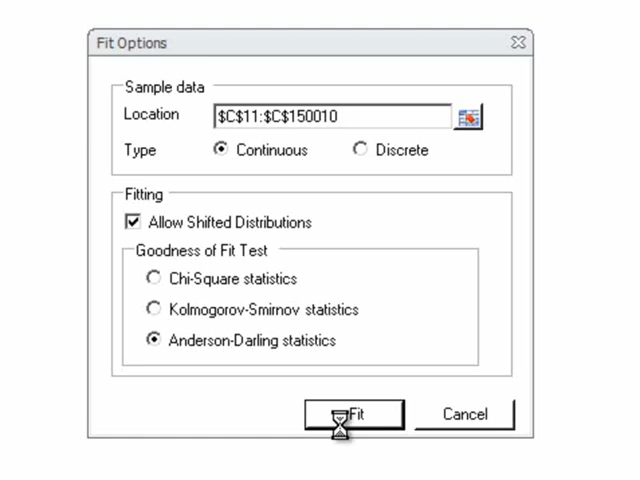 Fit Options
Sample data
Location $C$11:$C$150010
Type Continuous Discrete
Fitting
Allow Shifted Distributions
Goodness of Fit Test
Chi-Square statistics
Kolmogorov-Smirnov statistics
Anderson-Darling statistics
Fit Cancel